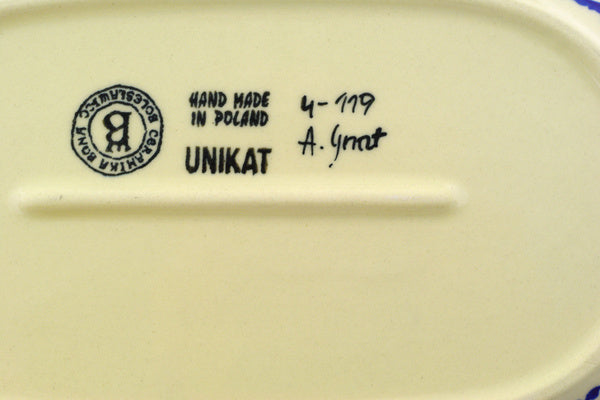 CERAMIKA BONA BOLESŁAWIEC
B
HAND MADE
IN POLAND
UNIKAT
4-119
A. Gnat